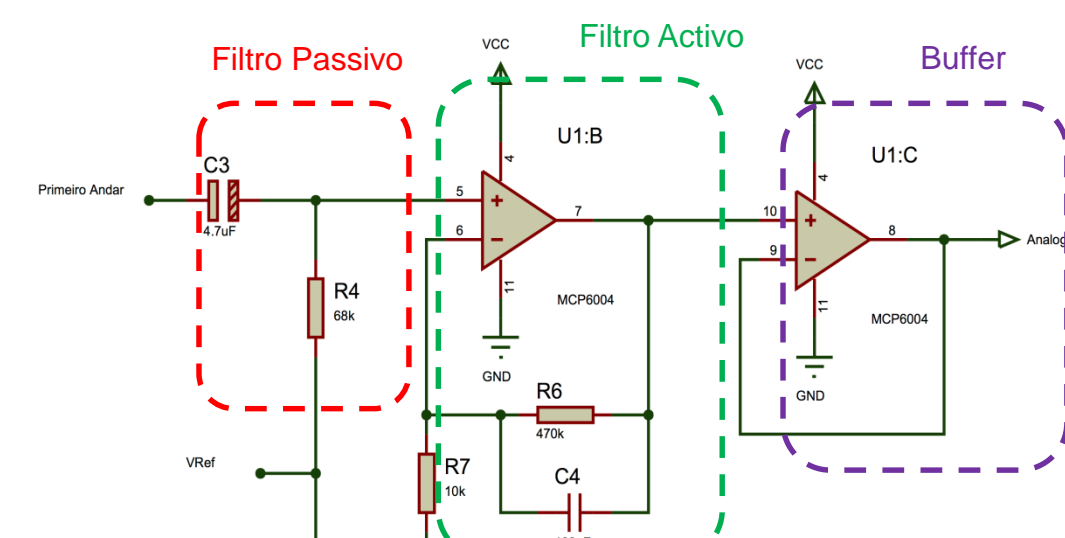 Filtro Passivo
VCC
Filtro Activo
VCC
Buffer
U1:B
U1:C
C3
Primeiro Andar
4.7uF
5
6
4
7
11
10
9
4
8
11
Analog
R4
68k
MCP6004
MCP6004
GND
GND
R6
470k
VRef
R7
10k
C4